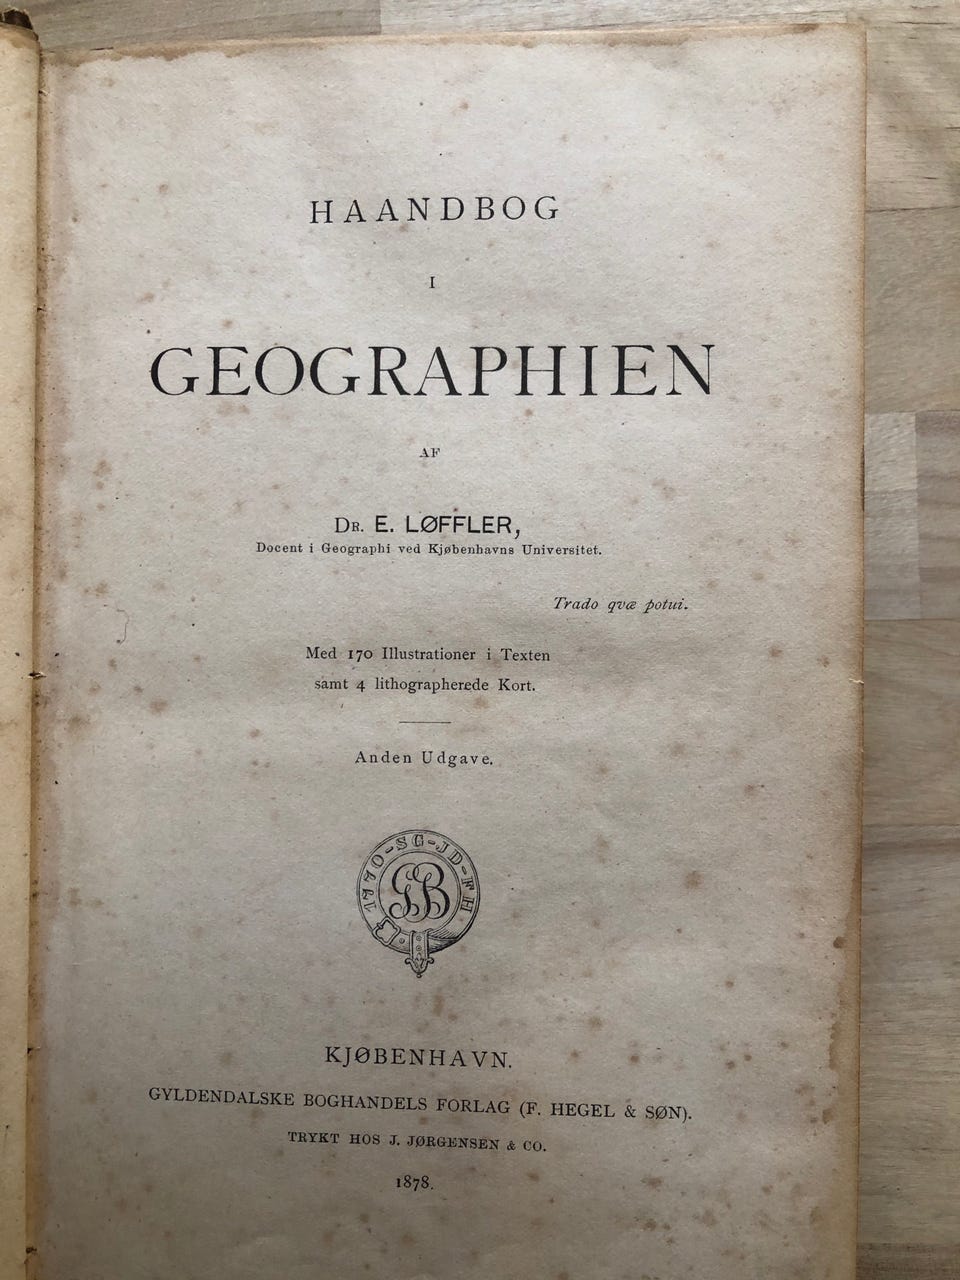 HAANDBOG
I
GEOGRAPHIEN
AF
DR. E. LØFFLER,
Docent i Geographi ved Kjøbenhavns Universitet.
Trado qvæ potui.
Med 170 Illustrationer i Texten
samt 4 lithographerede Kort.
Anden Udgave.
1770-SG-JD-FH
GB
KJØBENHAVN.
GYLDENDALSKE BOGHANDELS FORLAG (F. HEGEL & SØN).
TRYKT HOS J. JØRGENSEN & CO.
1878.